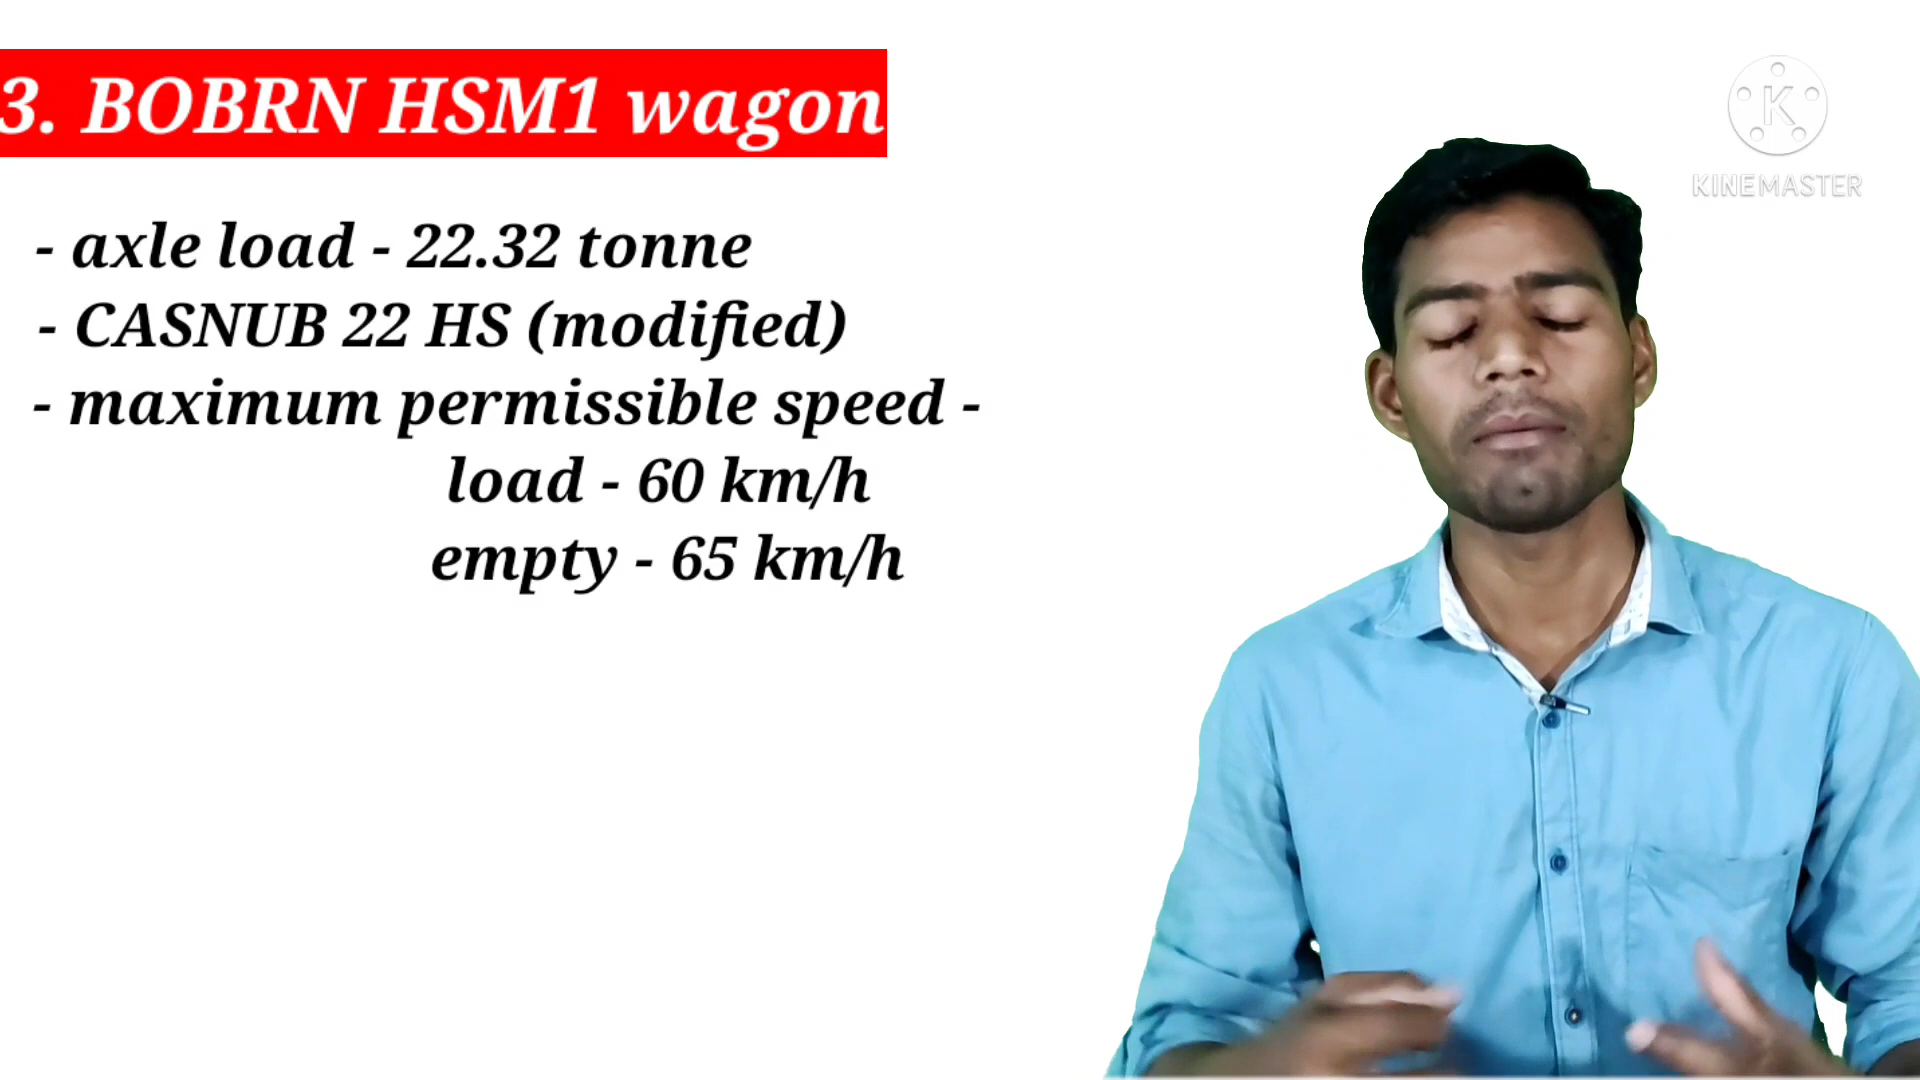 3. BOBRN HSM1 wagon
- axle load - 22.32 tonne
- CASNUB 22 HS (modified)
- maximum permissible speed -
load - 60 km/h
empty - 65 km/h
K
KINEMASTER